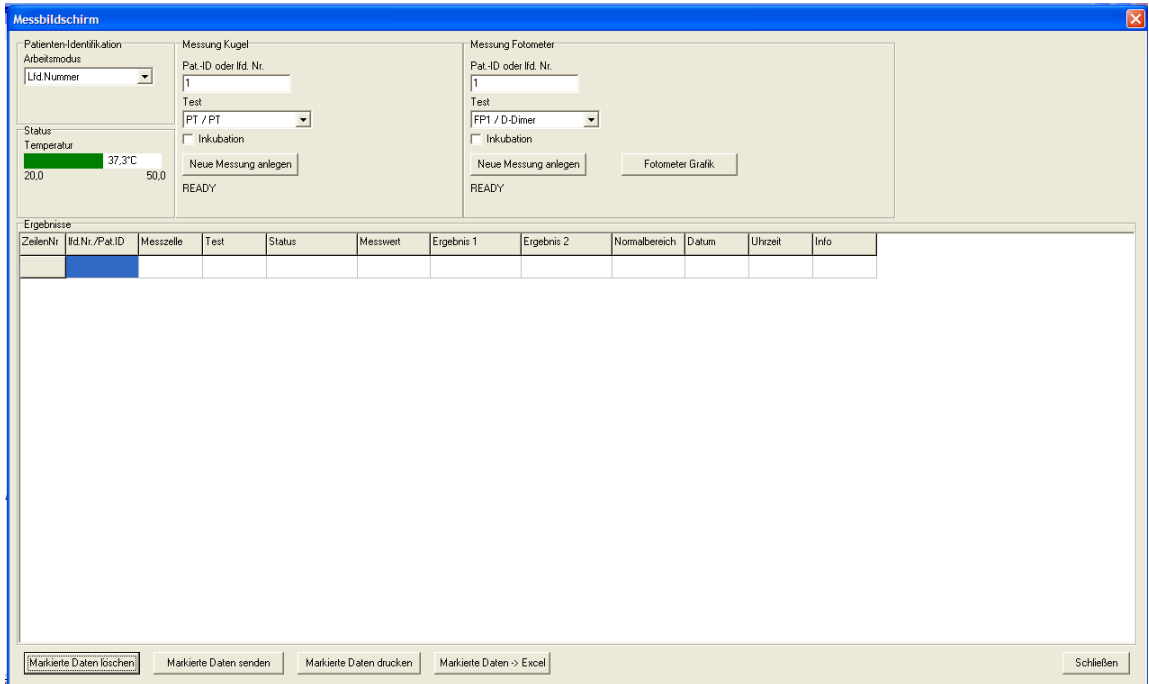 Messbildschirm
Patienten-Identifikation
Arbeitsmodus
Lfd.Nummer
Status
Temperatur
37,3°C
20,0 50,0
Messung Kugel
Pat.-ID oder lfd. Nr.
1
Test
PT / PT
Inkubation
Neue Messung anlegen
READY
Messung Fotometer
Pat.-ID oder lfd. Nr.
1
Test
FP1 / D-Dimer
Inkubation
Neue Messung anlegen Fotometer Grafik
READY
Ergebnisse
ZeilenNr lfd.Nr./Pat.ID Messzelle Test Status Messwert Ergebnis 1 Ergebnis 2 Normalbereich Datum Uhrzeit Info
Markierte Daten löschen Markierte Daten senden Markierte Daten drucken Markierte Daten -> Excel Schließen